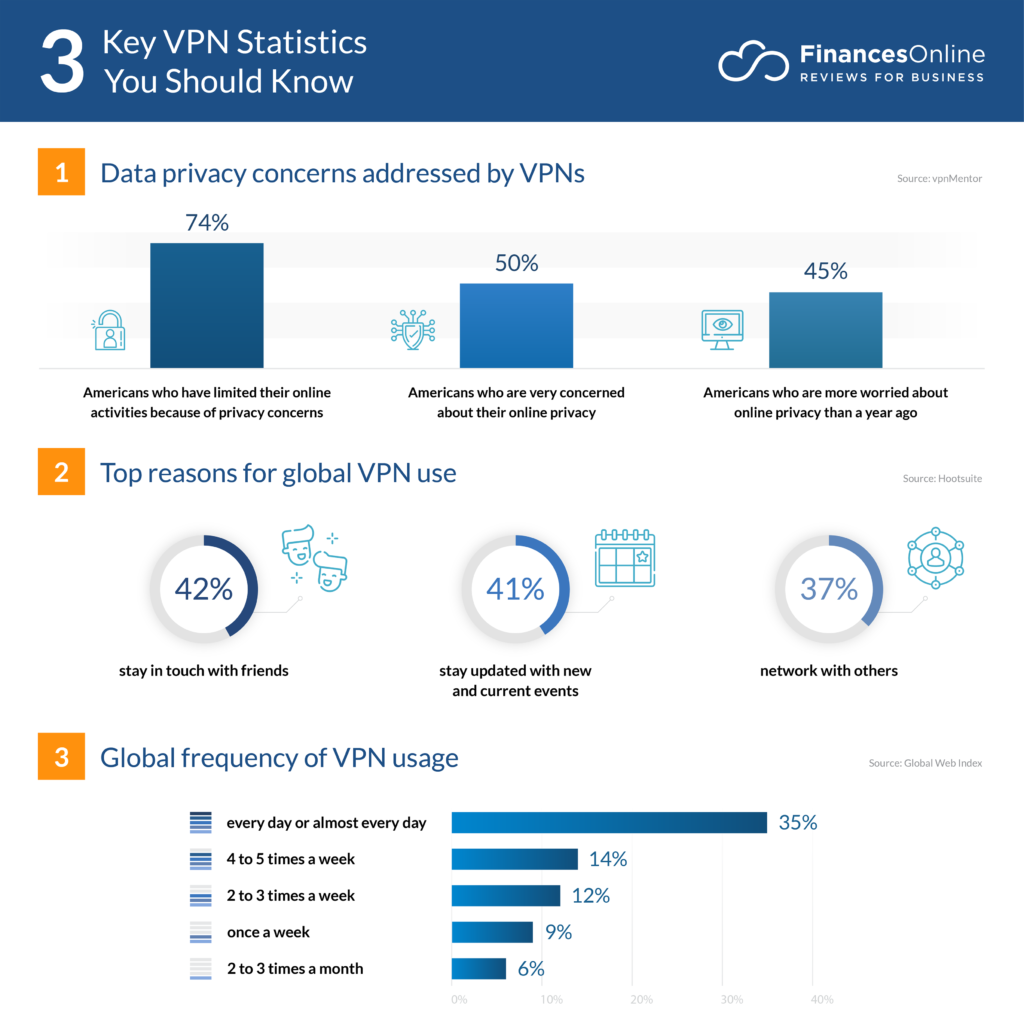 3
Key VPN Statistics
You Should Know
FinancesOnline
REVIEWS FOR BUSINESS
1
Data privacy concerns addressed by VPNs
Source: vpnMentor
74%
50%
45%
Americans who have limited their online
activities because of privacy concerns
Americans who are very concerned
about their online privacy
Americans who are more worried about
online privacy than a year ago
2
Top reasons for global VPN use
Source: Hootsuite
42%
41%
37%
stay in touch with friends
stay updated with new
and current events
network with others
3
Global frequency of VPN usage
Source: Global Web Index
every day or almost every day
35%
4 to 5 times a week
14%
2 to 3 times a week
12%
once a week
9%
2 to 3 times a month
6%
0%
10%
20%
30%
40%